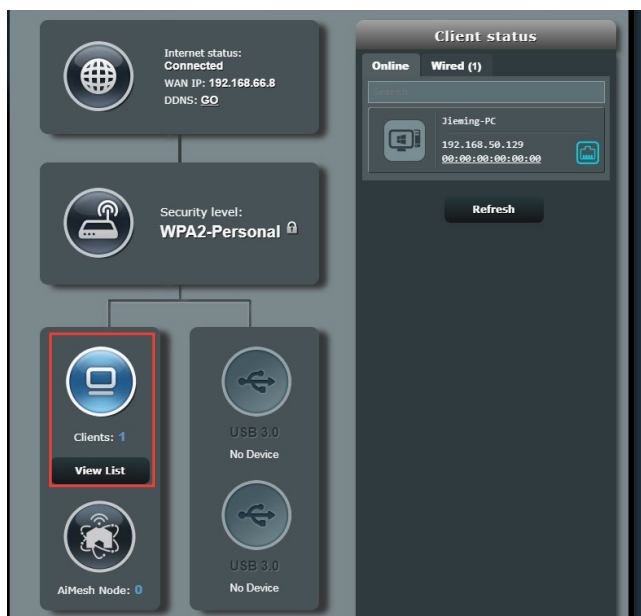 Internet status:
Connected
WAN IP: 192.168.66.8
DDNS: GO
Security level:
WPA2-Personal
Clients: 1
View List
AiMesh Node: 0
USB 3.0
No Device
USB 3.0
No Device
Client status
Online Wired (1)
Search
Jieming-PC
192.168.50.129
00:00:00:00:00:00
Refresh